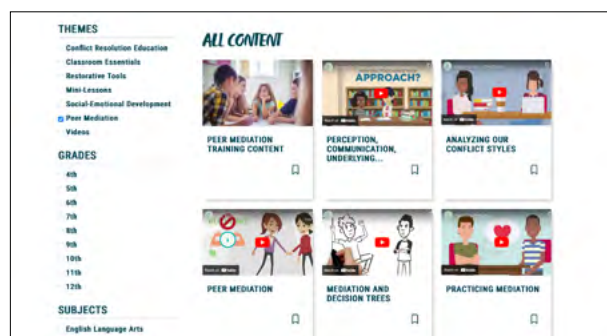 THEMES
Conflict Resolution Education
Classroom Essentials
Restorative Tools
Mini-Lessons
Social-Emotional Development
Peer Mediation
Videos
GRADES
4th
5th
6th
7th
8th
9th
10th
11th
12th
SUBJECTS
English Language Arts
ALL CONTENT
PEER MEDIATION
TRAINING CONTENT
APPROACH?
PERCEPTION,
COMMUNICATION,
UNDERLYING...
ANALYZING OUR
CONFLICT STYLES
PEER MEDIATION
MEDIATION AND
DECISION TREES
PRACTICING MEDIATION